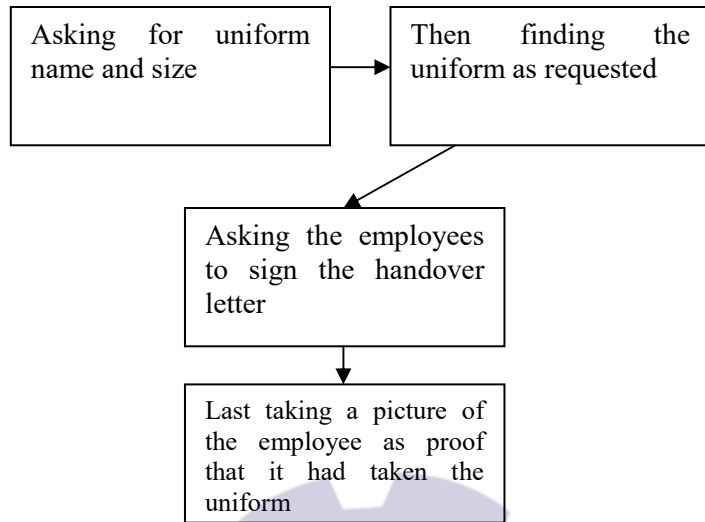 Asking for uniform
name and size
Then finding the
uniform as requested
Asking the employees
to sign the handover
letter
Last taking a picture of
the employee as proof
that it had taken the
uniform